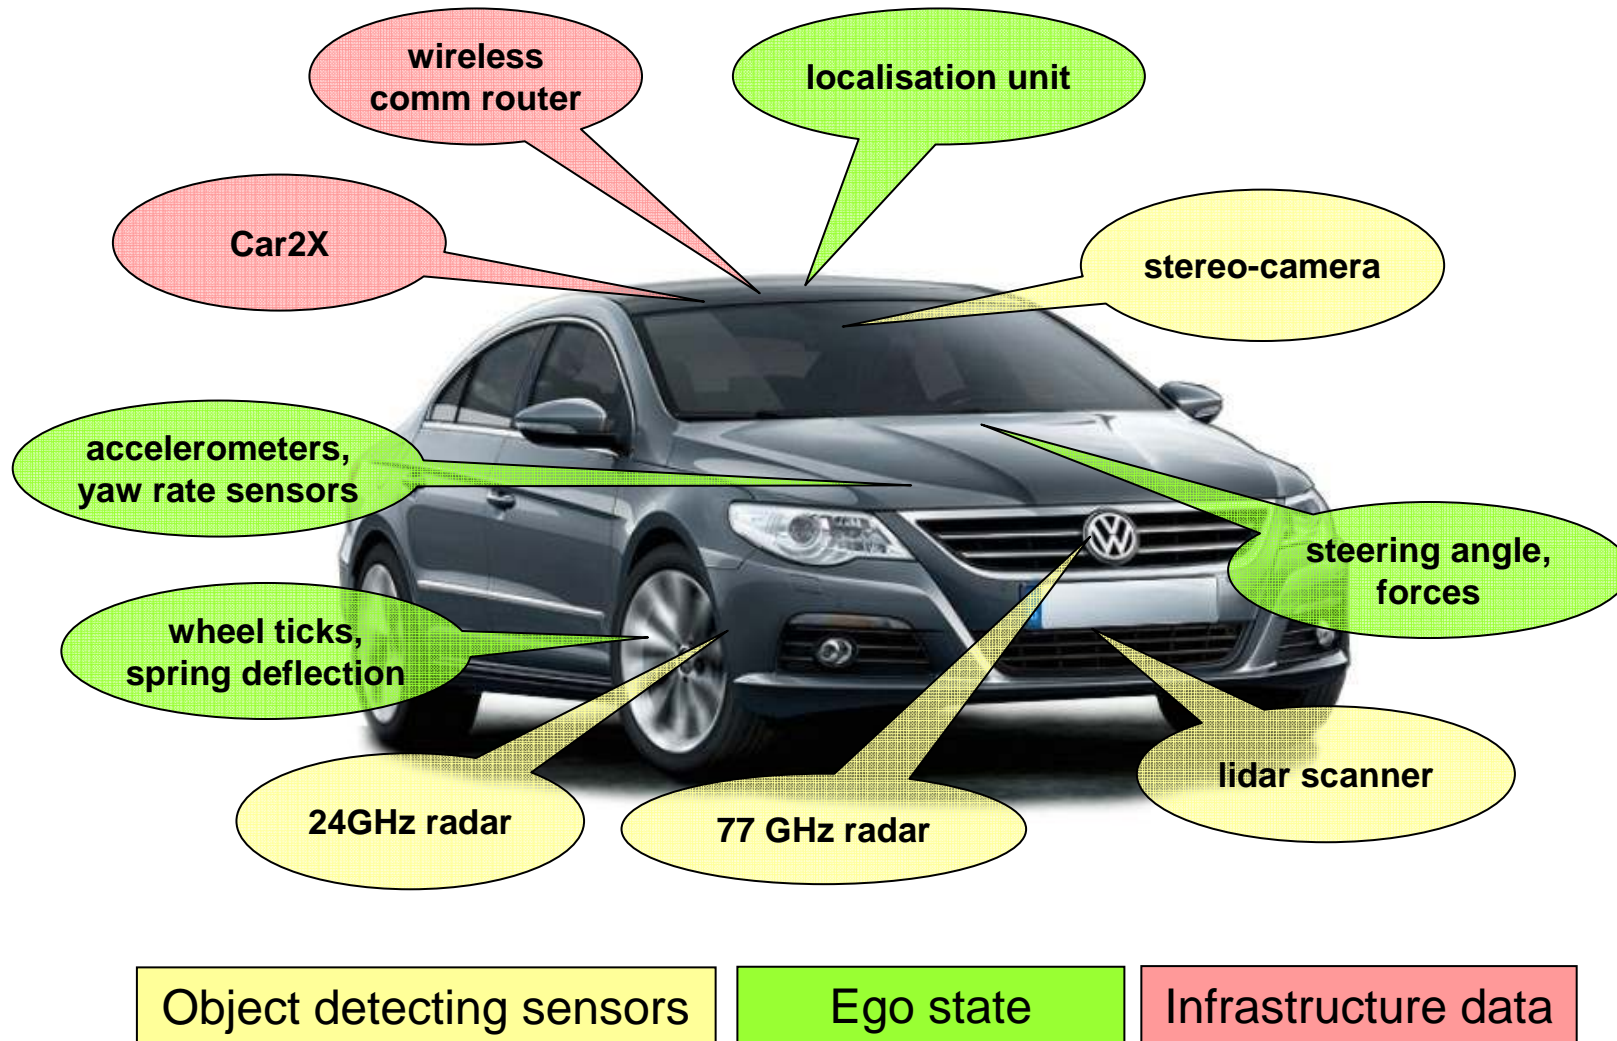 wireless
comm router
localisation unit
Car2X
stereo-camera
accelerometers,
yaw rate sensors
steering angle,
forces
wheel ticks,
spring deflection
24GHz radar
77 GHz radar
lidar scanner
Object detecting sensors
Ego state
Infrastructure data